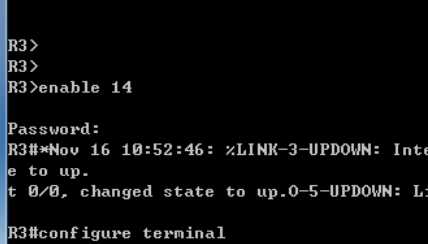 R3>
R3>
R3>enable 14
Password:
R3#*Nov 16 10:52:46: %LINK-3-UPDOWN: Inte
e to up.
t 0/0, changed state to up.O-5-UPDOWN: Li
R3#configure terminal